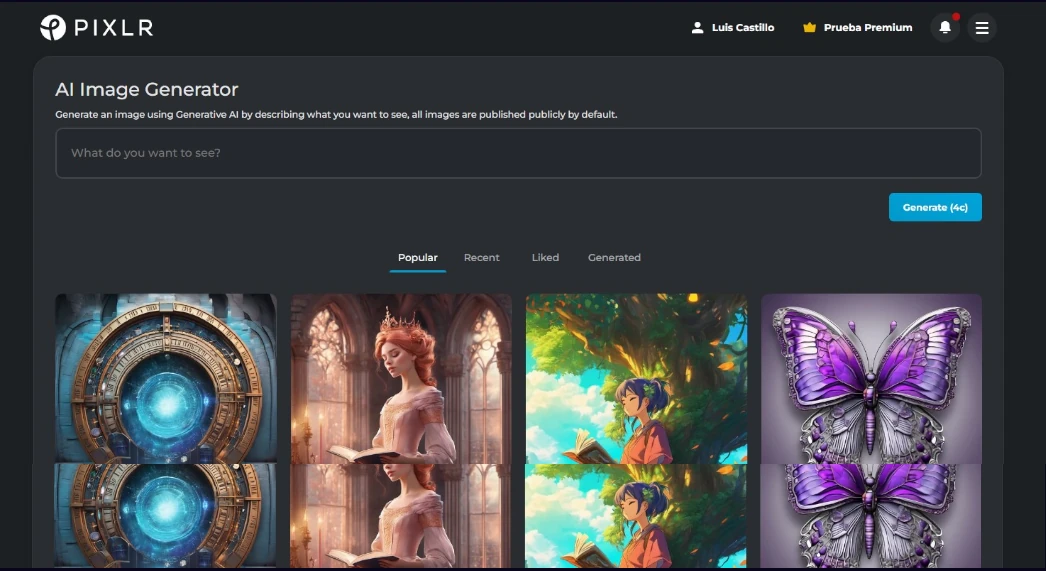 PIXLR
Luis Castillo
Prueba Premium
AI Image Generator
Generate an image using Generative AI by describing what you want to see, all images are published publicly by default.
What do you want to see?
Generate (4c)
Popular Recent Liked Generated